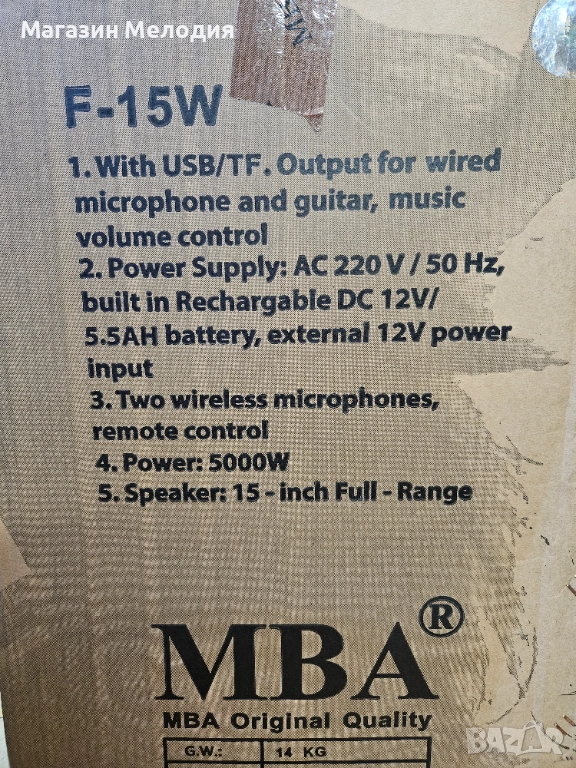 Магазин Мелодия
F-15W
1. With USB/TF. Output for wired
microphone and guitar, music
volume control
2. Power Supply: AC 220 V / 50 Hz,
built in Rechargable DC 12V/
5.5AH battery, external 12V power
input
3. Two wireless microphones,
remote control
4. Power: 5000W
5. Speaker: 15 - inch Full - Range
MBA®
MBA Original Quality
G.W.: 14 KG
BAZAR